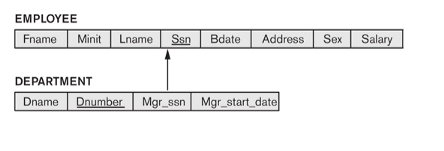 EMPLOYEE
Fname Minit Lname Ssn Bdate Address Sex Salary
DEPARTMENT
Dname Dnumber Mgr_ssn Mgr_start_date